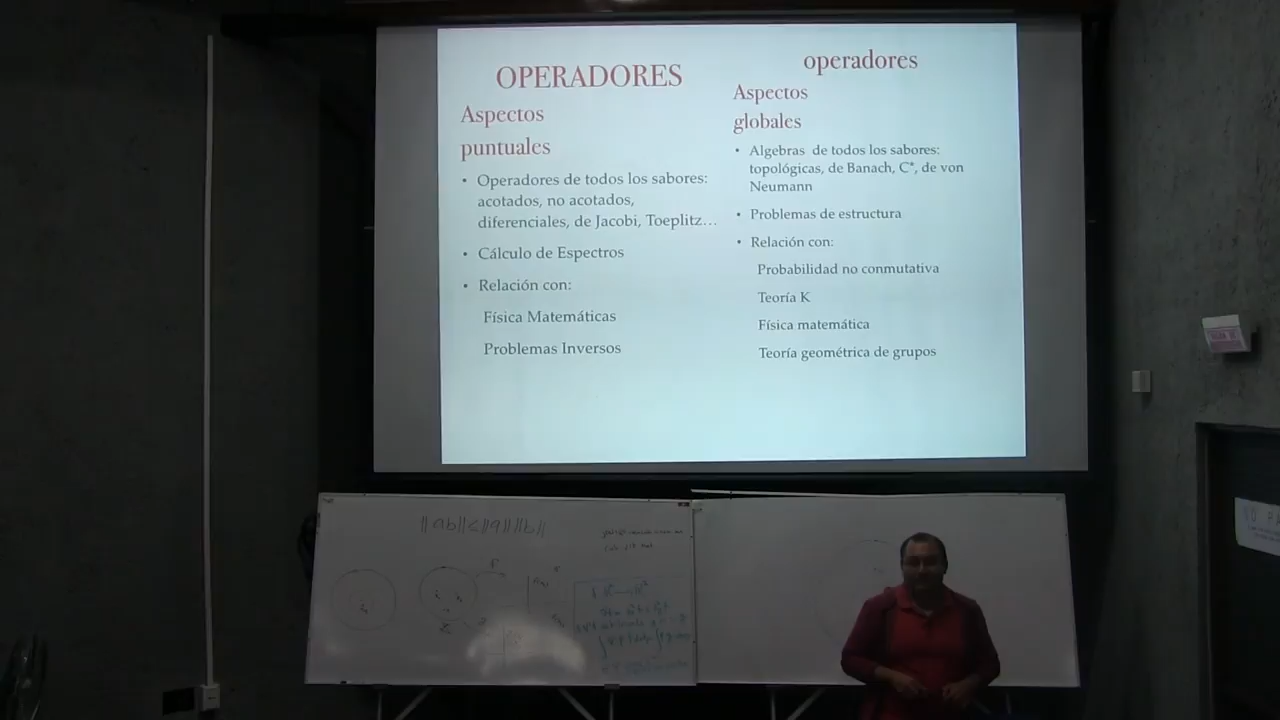 OPERADORES
Aspectos
puntuales
• Operadores de todos los sabores:
acotados, no acotados,
diferenciales, de Jacobi, Toeplitz…
• Cálculo de Espectros
• Relación con:
Física Matemáticas
Problemas Inversos
operadores
Aspectos
globales
• Algebras de todos los sabores:
topológicas, de Banach, C*, de von
Neumann
• Problemas de estructura
• Relación con:
Probabilidad no conmutativa
Teoría K
Física matemática
Teoría geométrica de grupos
||ab||≤||a|| ||b||